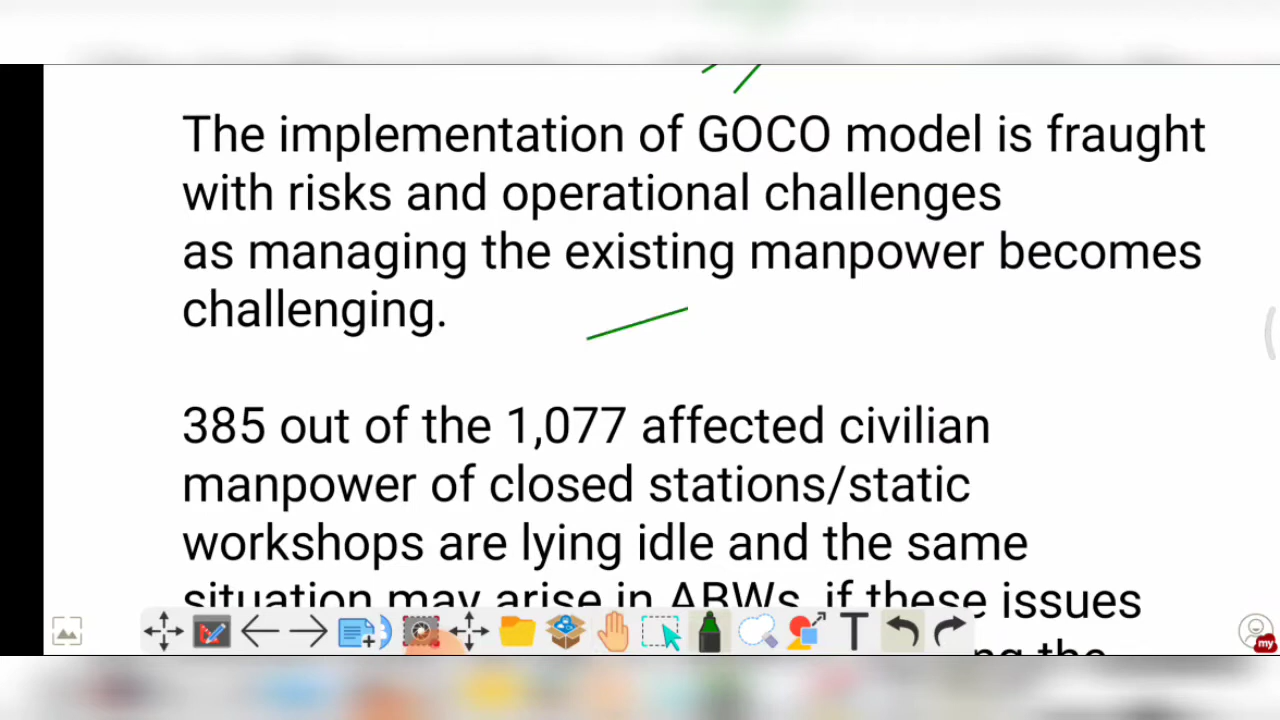 The implementation of GOCO model is fraught
with risks and operational challenges
as managing the existing manpower becomes
challenging.
385 out of the 1,077 affected civilian
manpower of closed stations/static
workshops are lying idle and the same
situation may arise in ABWs, if these issues
the
T
my